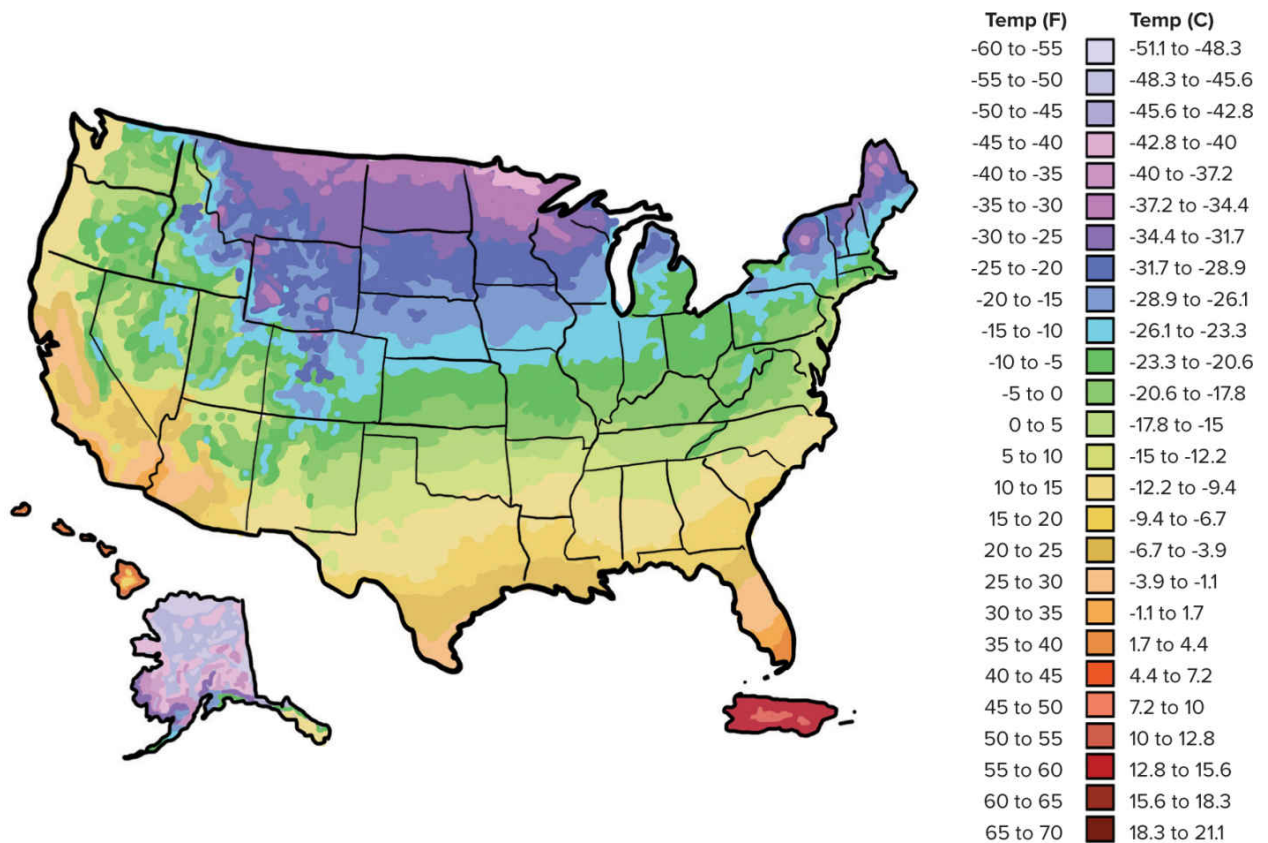 Temp (F) Temp (C)
-60 to -55 -51.1 to -48.3
-55 to -50 -48.3 to -45.6
-50 to -45 -45.6 to -42.8
-45 to -40 -42.8 to -40
-40 to -35 -40 to -37.2
-35 to -30 -37.2 to -34.4
-30 to -25 -34.4 to -31.7
-25 to -20 -31.7 to -28.9
-20 to -15 -28.9 to -26.1
-15 to -10 -26.1 to -23.3
-10 to -5 -23.3 to -20.6
-5 to 0 -20.6 to -17.8
0 to 5 -17.8 to -15
5 to 10 -15 to -12.2
10 to 15 -12.2 to -9.4
15 to 20 -9.4 to -6.7
20 to 25 -6.7 to -3.9
25 to 30 -3.9 to -1.1
30 to 35 -1.1 to 1.7
35 to 40 1.7 to 4.4
40 to 45 4.4 to 7.2
45 to 50 7.2 to 10
50 to 55 10 to 12.8
55 to 60 12.8 to 15.6
60 to 65 15.6 to 18.3
65 to 70 18.3 to 21.1